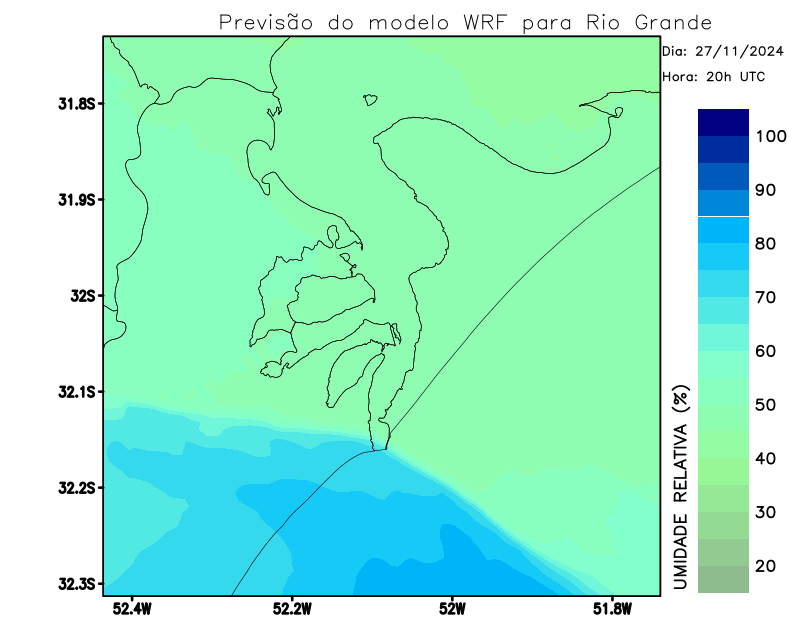 Previsão do modelo WRF para Rio Grande
Dia: 27/11/2024
Hora: 20h UTC
31.8S
31.9S
32S
32.1S
32.2S
32.3S
52.4W 52.2W 52W 51.8W
100
90
80
70
60
50
40
30
20
UMIDADE RELATIVA (%)